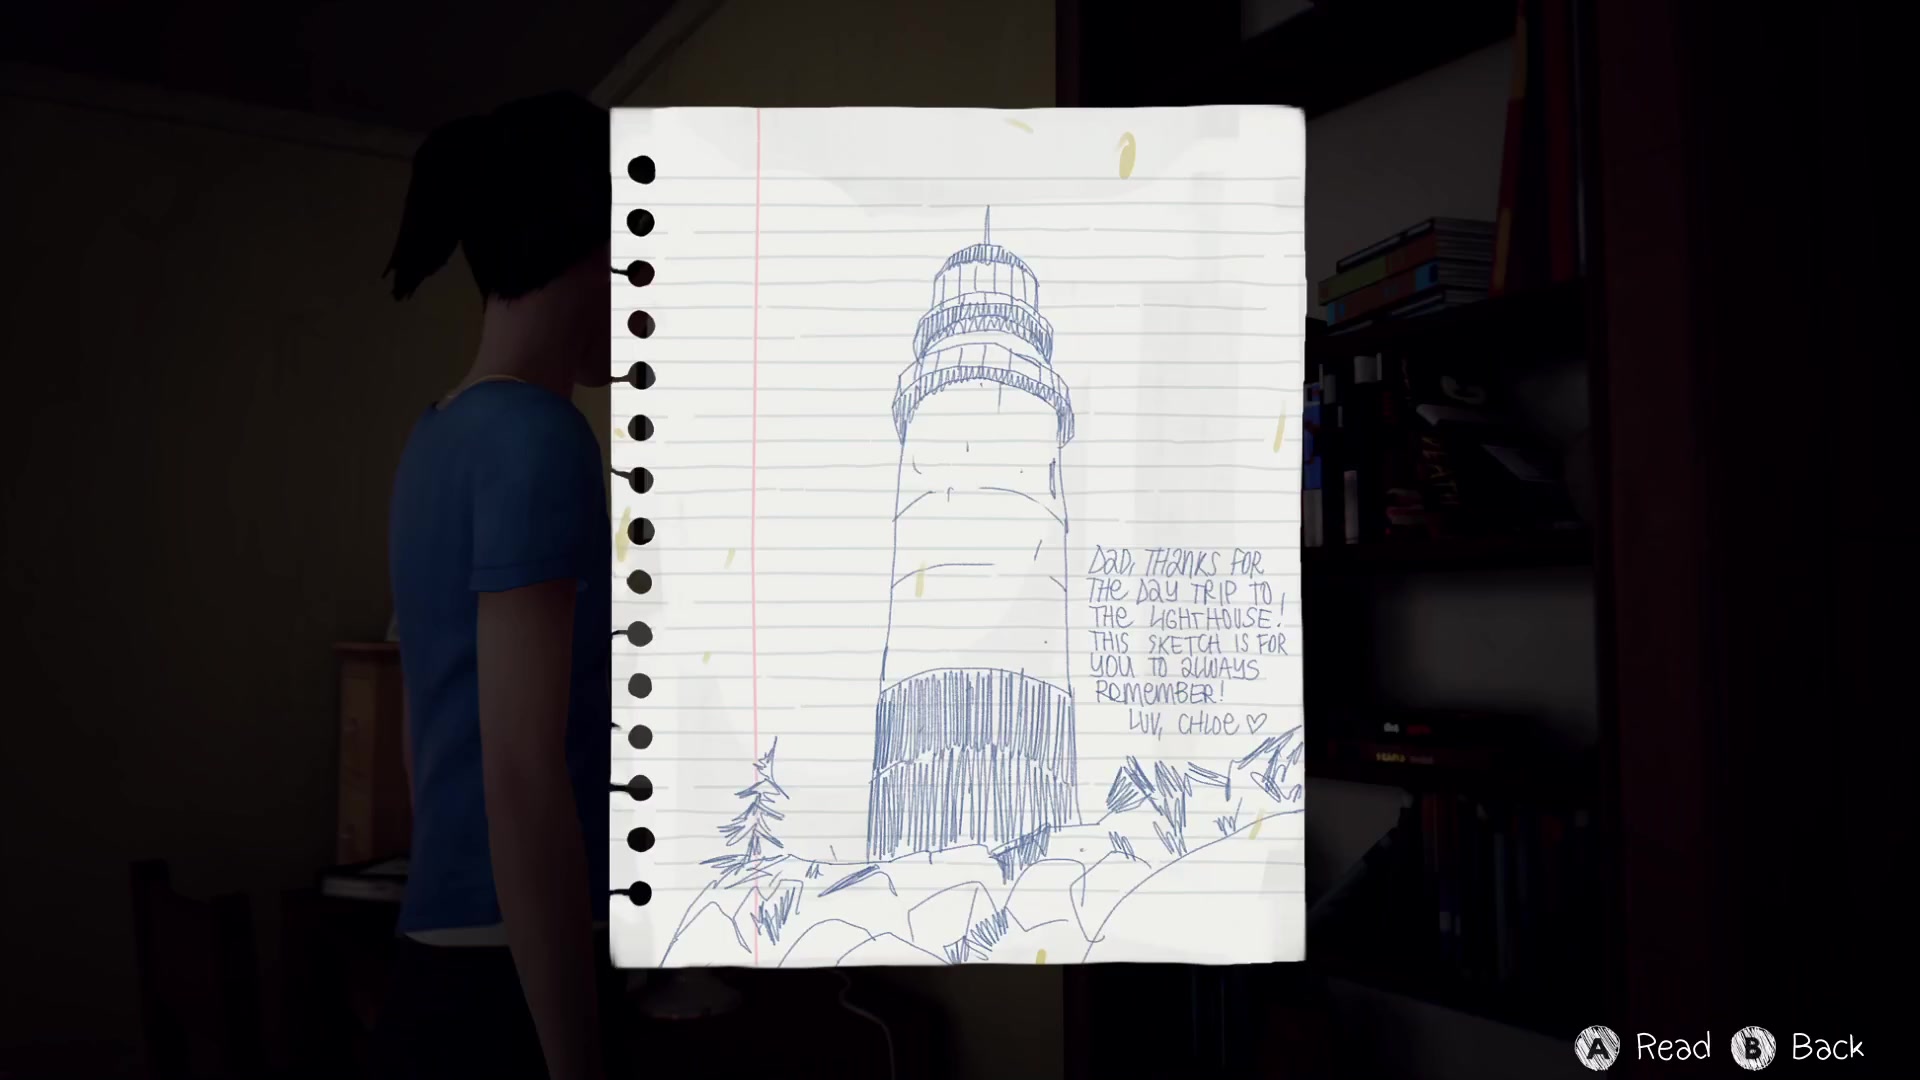 Dad, Thanks for
the day trip to
the lighthouse!
This sketch is for
you to always
remember!
Luv, Chloe ♡
A Read B Back